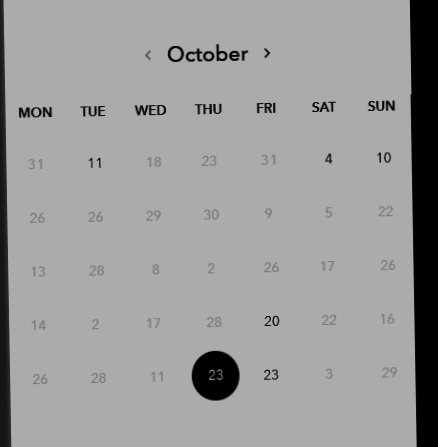 ‹ October ›
MON TUE WED THU FRI SAT SUN
31 11 18 23 31 4 10
26 26 29 30 9 5 22
13 28 8 2 26 17 26
14 2 17 28 20 22 16
26 28 11 23 23 3 29